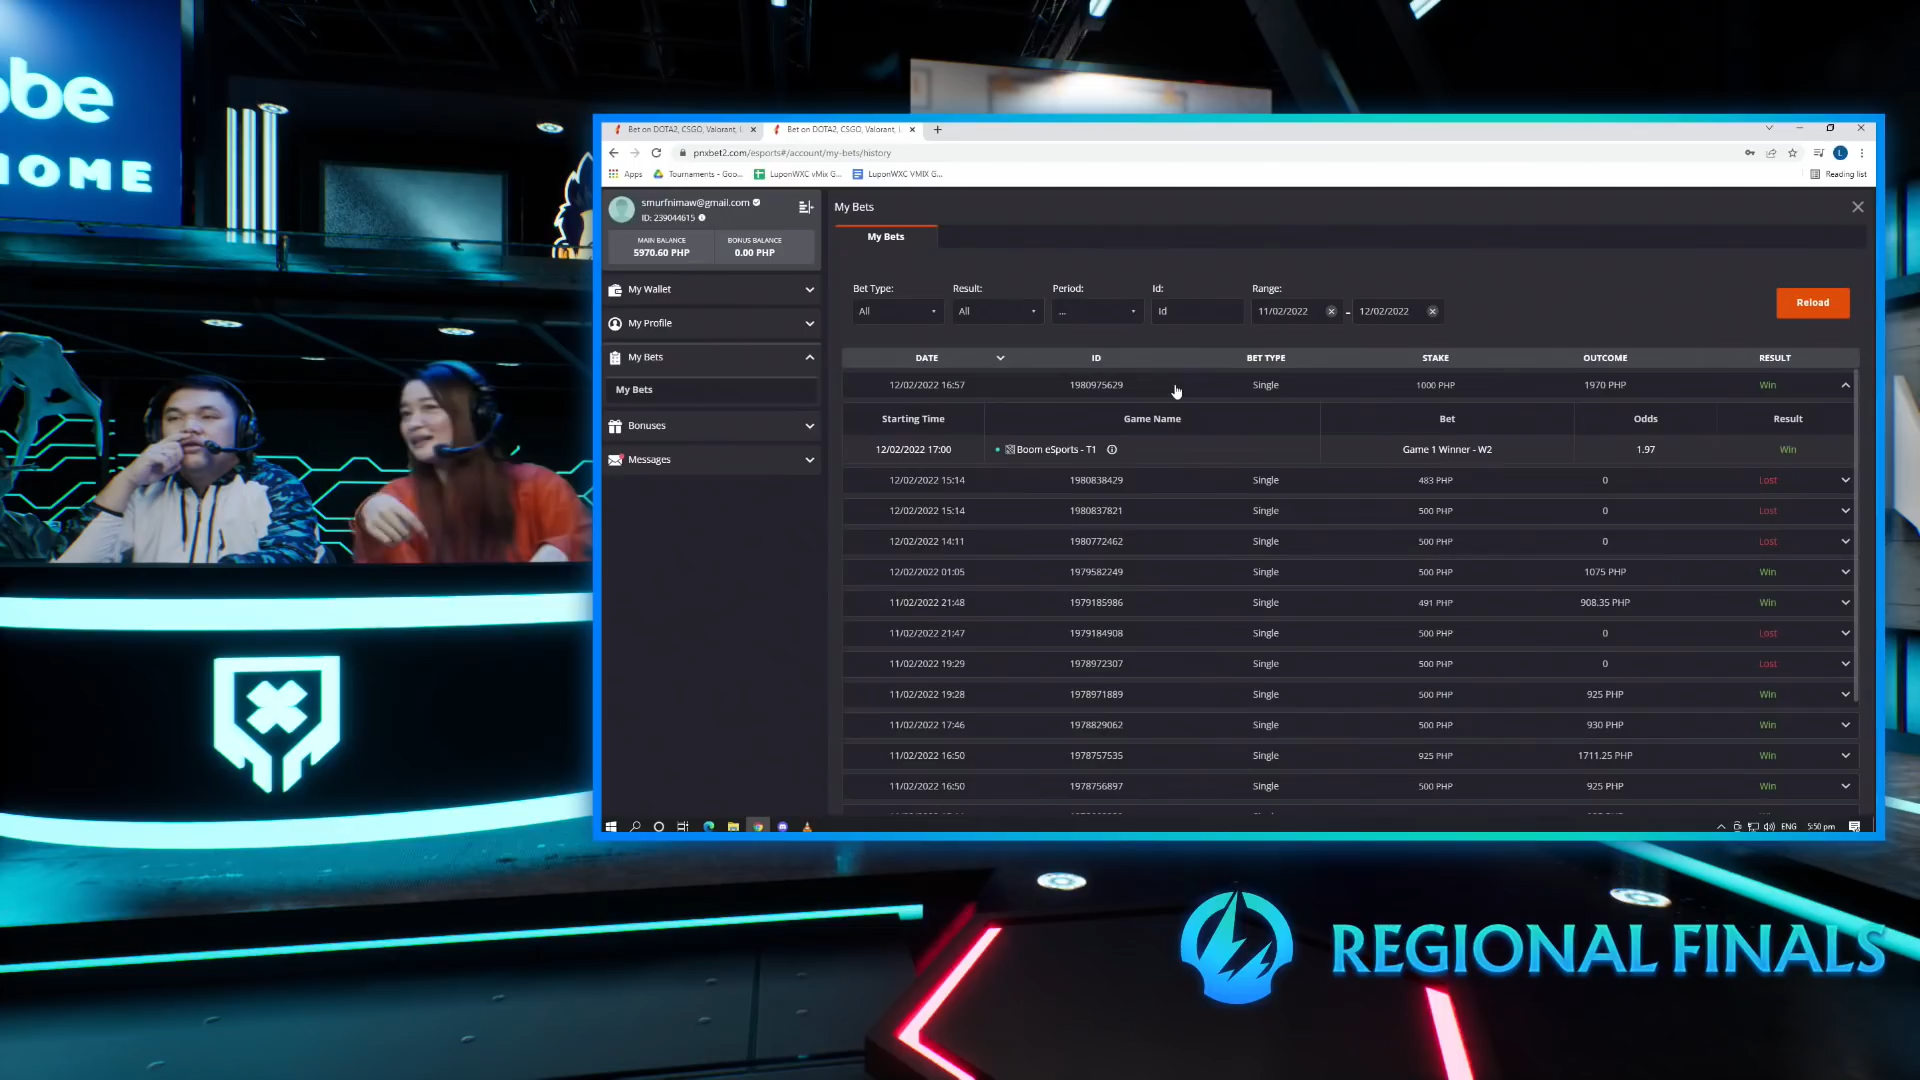 obe
HOME
Bet on DOTA2, CSGO, Valorant, L
Bet on DOTA2, CSGO, Valorant, L
pnxbet2.com/esports#/account/my-bets/history
L
Apps
Tournaments - Goo...
LuponWXC vMix G...
LuponWXC VMIX G...
Reading list
smurfnimaw@gmail.com
ID: 239044615
MAIN BALANCE
5970.60 PHP
BONUS BALANCE
0.00 PHP
My Wallet
My Profile
My Bets
My Bets
Bonuses
Messages
My Bets
My Bets
Bet Type: Result: Period: Id: Range:
All All ... Id 11/02/2022 - 12/02/2022
Reload
DATE ID BET TYPE STAKE OUTCOME RESULT
12/02/2022 16:57 1980975629 Single 1000 PHP 1970 PHP Win
Starting Time Game Name Bet Odds Result
12/02/2022 17:00 Boom eSports - T1 Game 1 Winner - W2 1.97 Win
12/02/2022 15:14 1980838429 Single 483 PHP 0 Lost
12/02/2022 15:14 1980837821 Single 500 PHP 0 Lost
12/02/2022 14:11 1980772462 Single 500 PHP 0 Lost
12/02/2022 01:05 1979582249 Single 500 PHP 1075 PHP Win
11/02/2022 21:48 1979185986 Single 491 PHP 908.35 PHP Win
11/02/2022 21:47 1979184908 Single 500 PHP 0 Lost
11/02/2022 19:29 1978972307 Single 500 PHP 0 Lost
11/02/2022 19:28 1978971889 Single 500 PHP 925 PHP Win
11/02/2022 17:46 1978829062 Single 500 PHP 930 PHP Win
11/02/2022 16:50 1978757535 Single 925 PHP 1711.25 PHP Win
11/02/2022 16:50 1978756897 Single 500 PHP 925 PHP Win
ENG 5:50 pm
REGIONAL FINALS